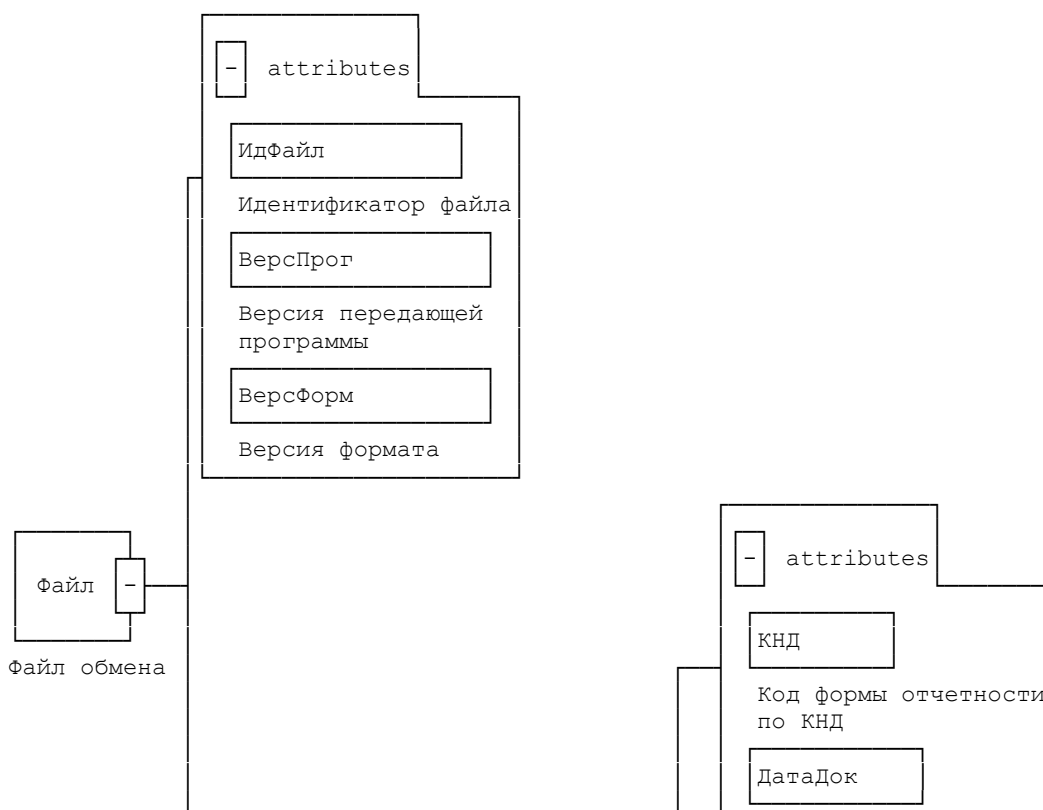 - attributes
ИдФайл
Идентификатор файла
ВерсПрог
Версия передающей
программы
ВерсФорм
Версия формата
Файл -
Файл обмена
- attributes
КНД
Код формы отчетности
по КНД
ДатаДок